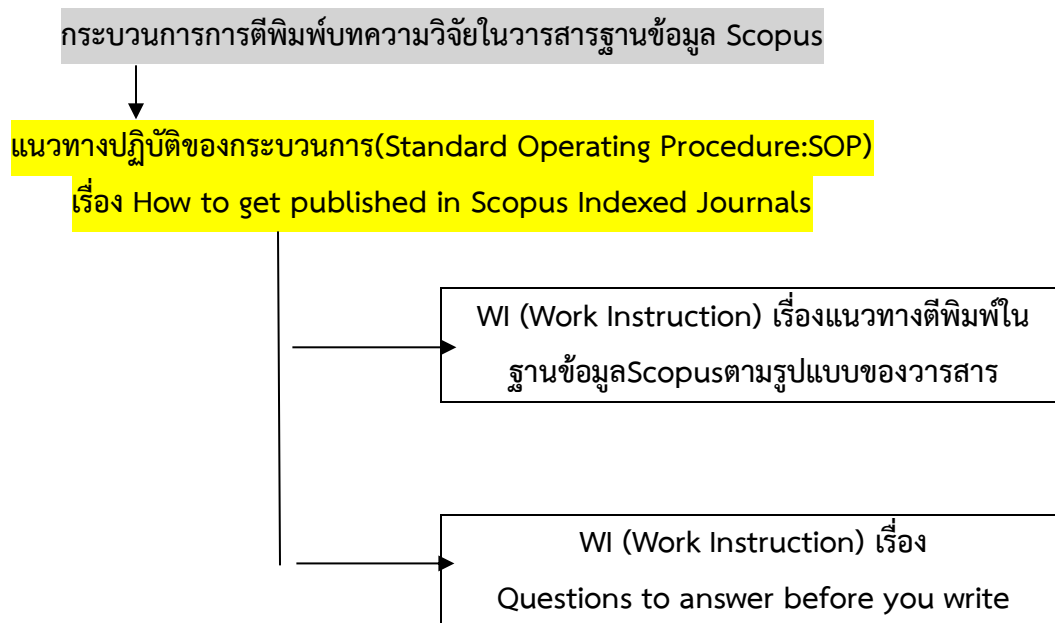 กระบวนการการตีพิมพ์บทความวิจัยในวารสารฐานข้อมูล Scopus
แนวทางปฏิบัติของกระบวนการ(Standard Operating Procedure:SOP)
เรื่อง How to get published in Scopus Indexed Journals
WI (Work Instruction) เรื่องแนวทางตีพิมพ์ใน
ฐานข้อมูลScopusตามรูปแบบของวารสาร
WI (Work Instruction) เรื่อง
Questions to answer before you write